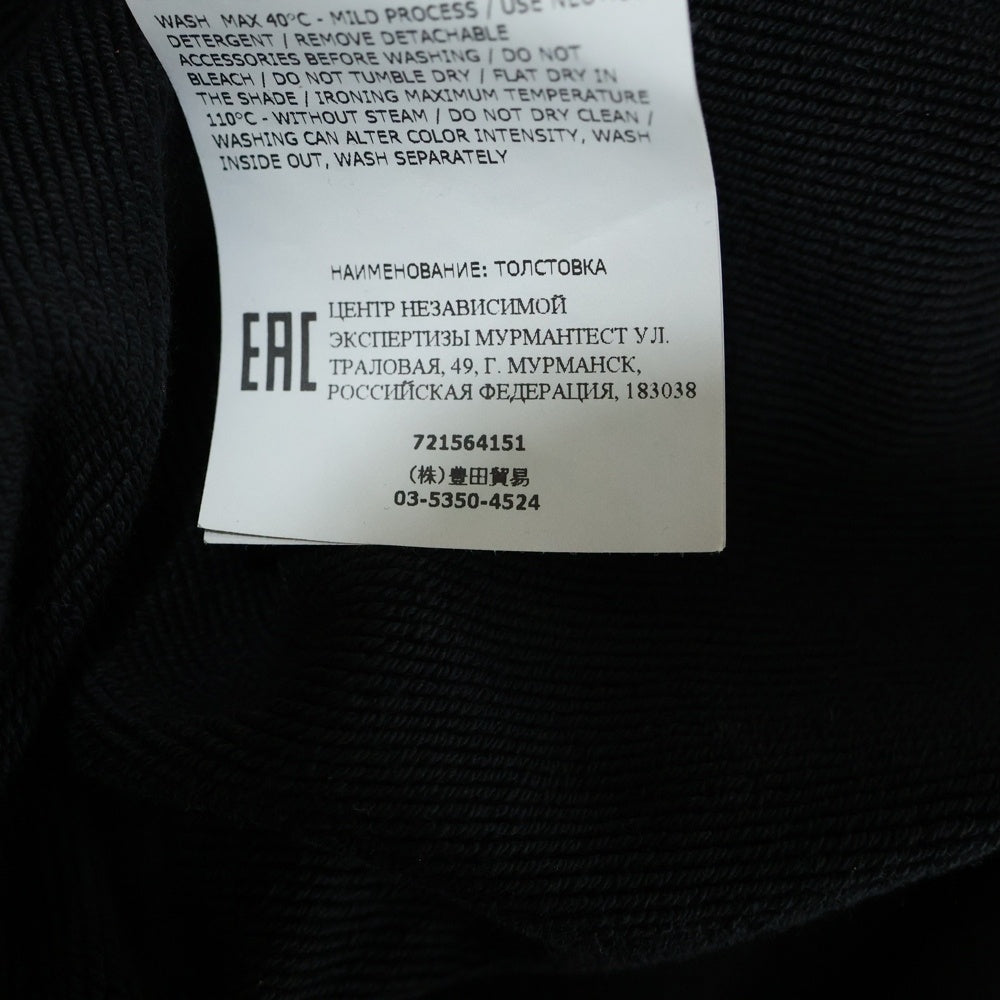 WASH MAX 40°C - MILD PROCESS / USE
DETERGENT / REMOVE DETACHABLE
ACCESSORIES BEFORE WASHING / DO NOT
BLEACH / DO NOT TUMBLE DRY / FLAT DRY IN
THE SHADE / IRONING MAXIMUM TEMPERATURE
110°C - WITHOUT STEAM / DO NOT DRY CLEAN /
WASHING CAN ALTER COLOR INTENSITY, WASH
INSIDE OUT, WASH SEPARATELY
НАИМЕНОВАНИЕ: ТОЛСТОВКА
EAC
ЦЕНТР НЕЗАВИСИМОЙ
ЭКСПЕРТИЗЫ МУРМАНТЕСТ УЛ.
ТРАЛОВАЯ, 49, Г. МУРМАНСК,
РОССИЙСКАЯ ФЕДЕРАЦИЯ, 183038
721564151
(株)豊田貿易
03-5350-4524